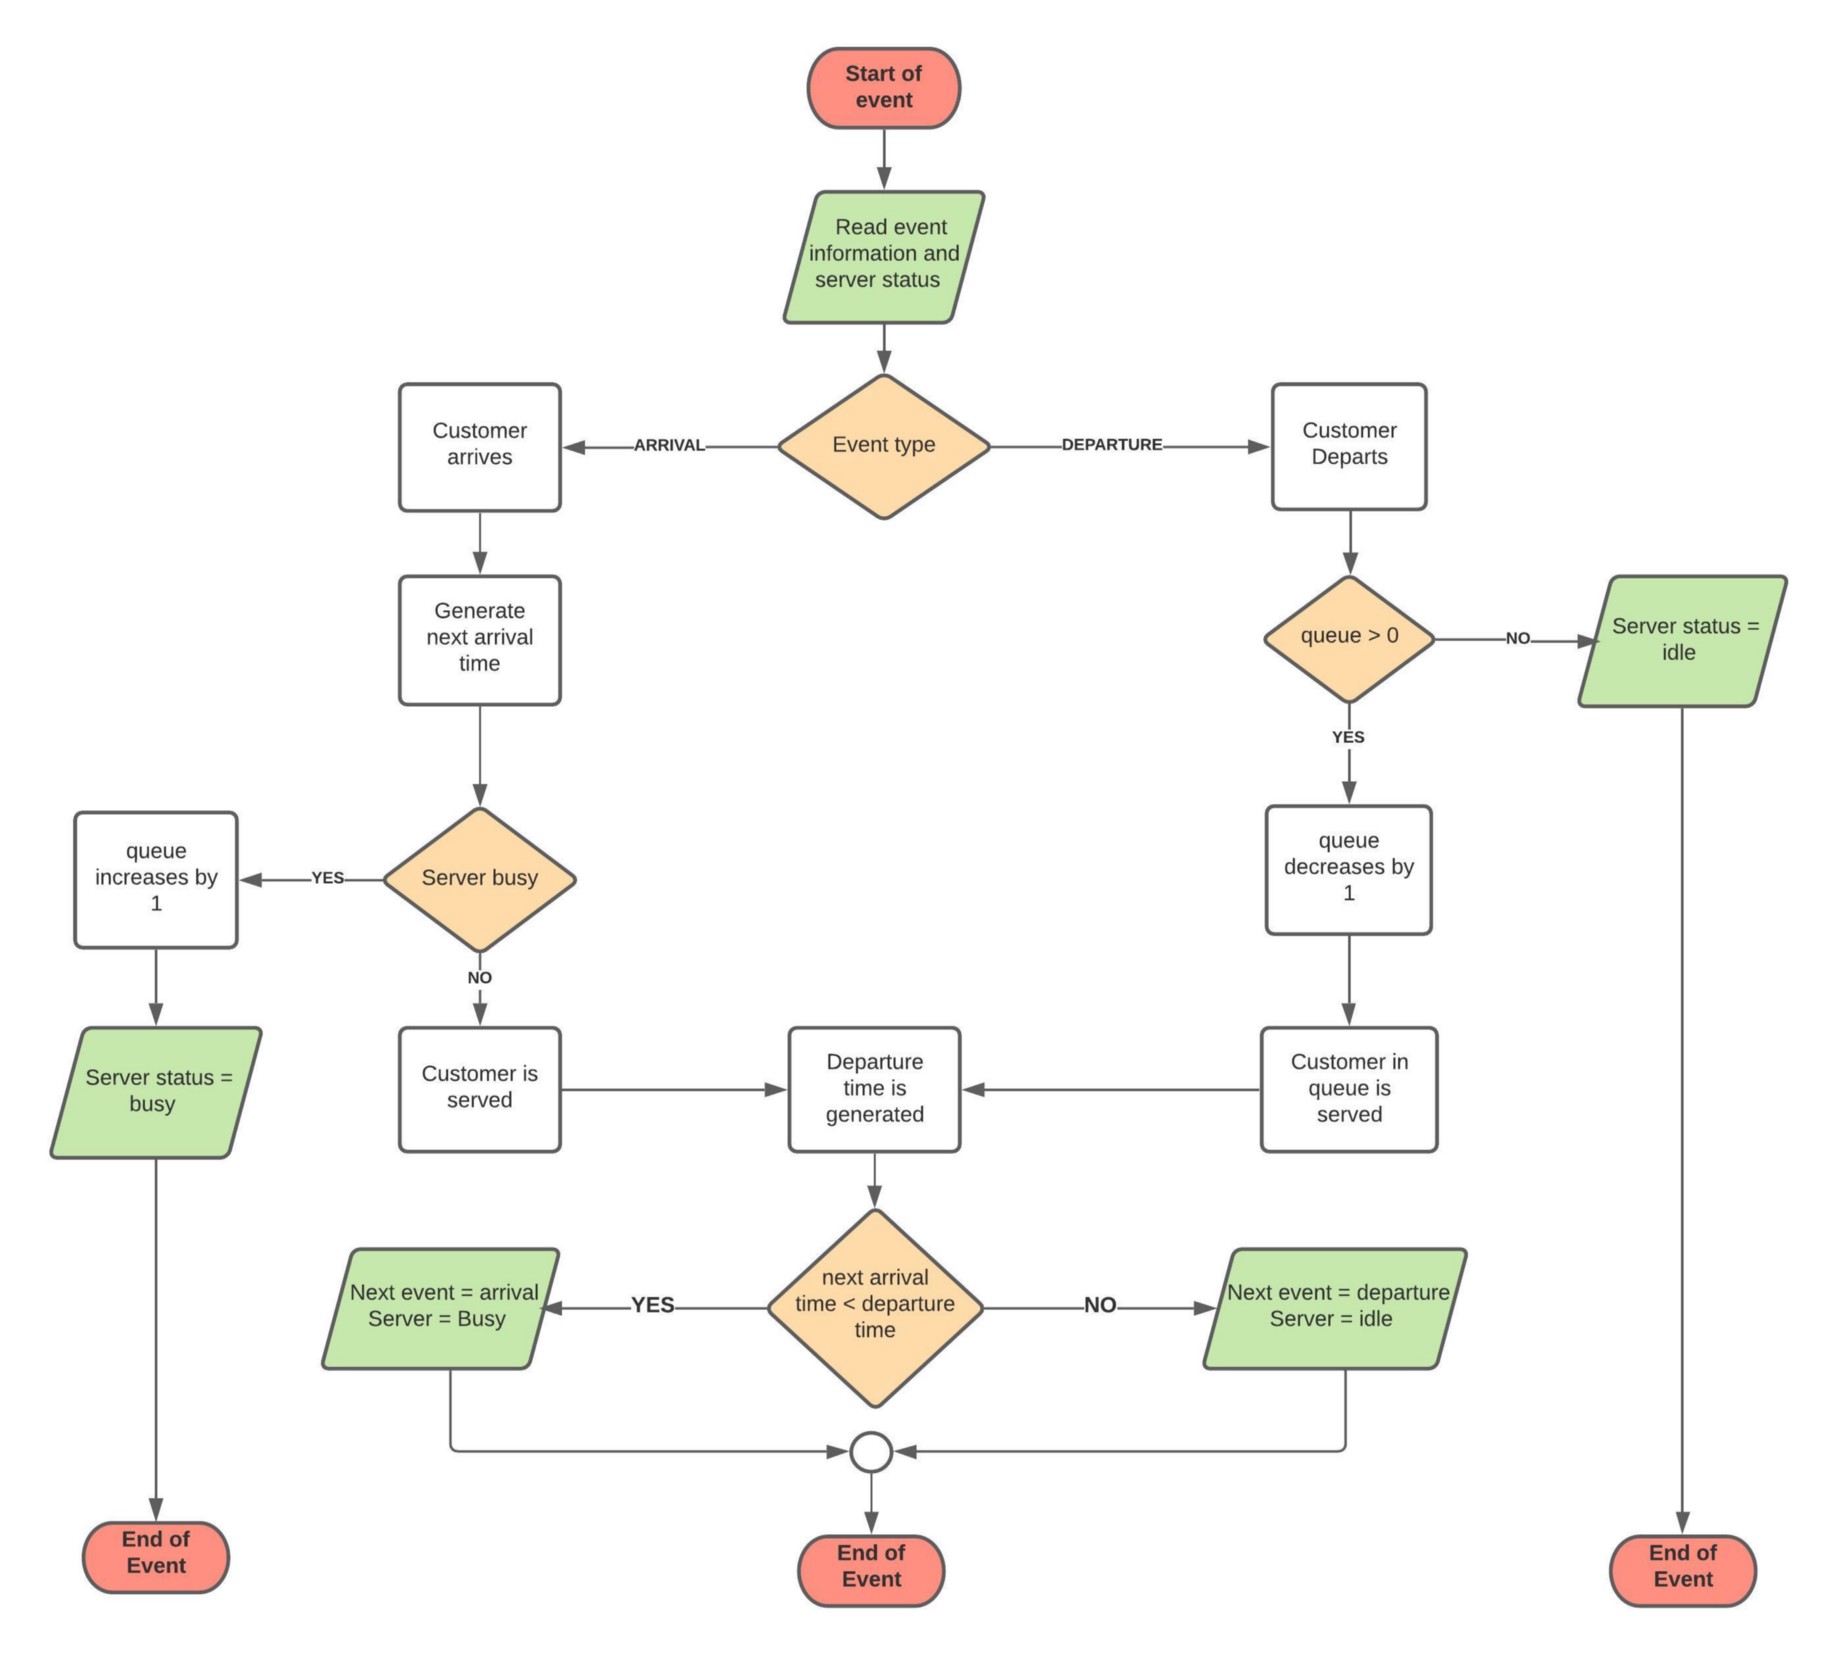 Start of
event
Read event
information and
server status
Customer
arrives
ARRIVAL
Event type
DEPARTURE
Customer
Departs
Generate
next arrival
time
queue > 0
NO
Server status =
idle
YES
queue
increases by
1
YES
Server busy
queue
decreases by
1
NO
Server status =
busy
Customer is
served
Departure
time is
generated
Customer in
queue is
served
Next event = arrival
Server = Busy
YES
next arrival
time < departure
time
NO
Next event = departure
Server = idle
End of
Event
End of
Event
End of
Event